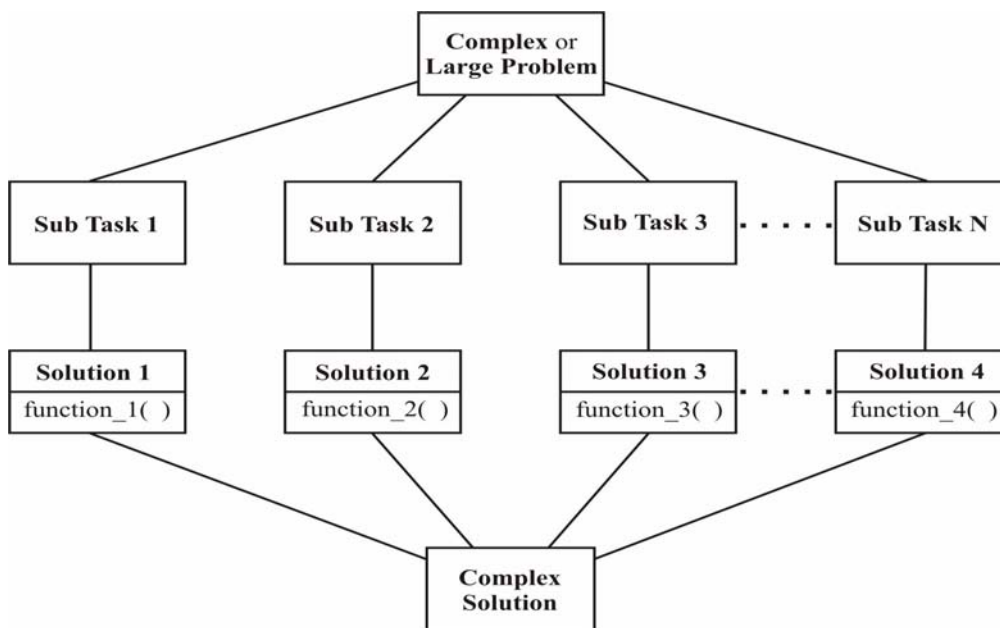 Complex or
Large Problem
Sub Task 1
Sub Task 2
Sub Task 3
Sub Task N
Solution 1
Solution 2
Solution 3
Solution 4
function_1( )
function_2( )
function_3( )
function_4( )
Complex
Solution